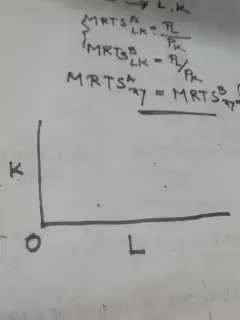 → L.K
MRTS^A_LK = P_L/P_K
MRTS^B_LK = P_L/P_K
MRTS^A_xy = MRTS^B_xy
K
O
L